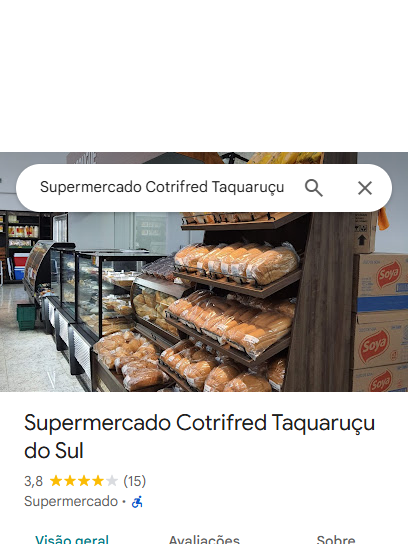 Supermercado Cotrifred Taquaruçu
Soya
Soya
Soya
Supermercado Cotrifred Taquaruçu
do Sul
3,8 (15)
Supermercado ·
Visão geral Avaliações Sobre